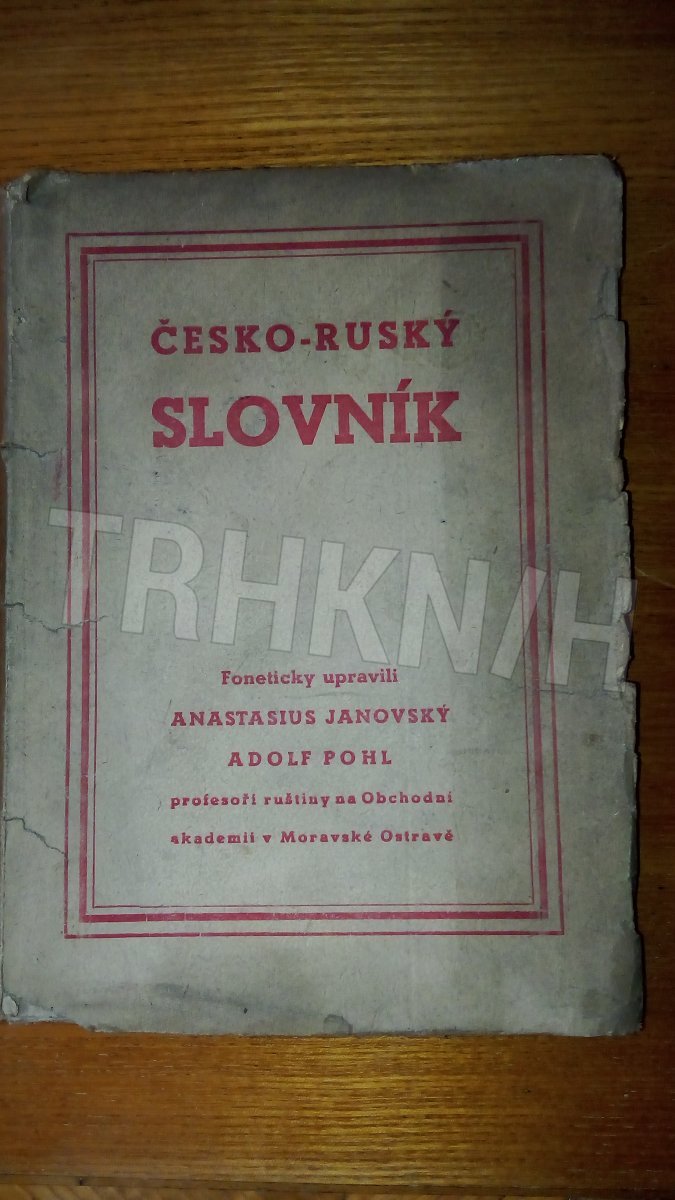 ČESKO-RUSKÝ
SLOVNÍK
TRHKNIH
Foneticky upravili
ANASTASIUS JANOVSKÝ
ADOLF POHL
profesoři ruštiny na Obchodní
akademii v Moravské Ostravě